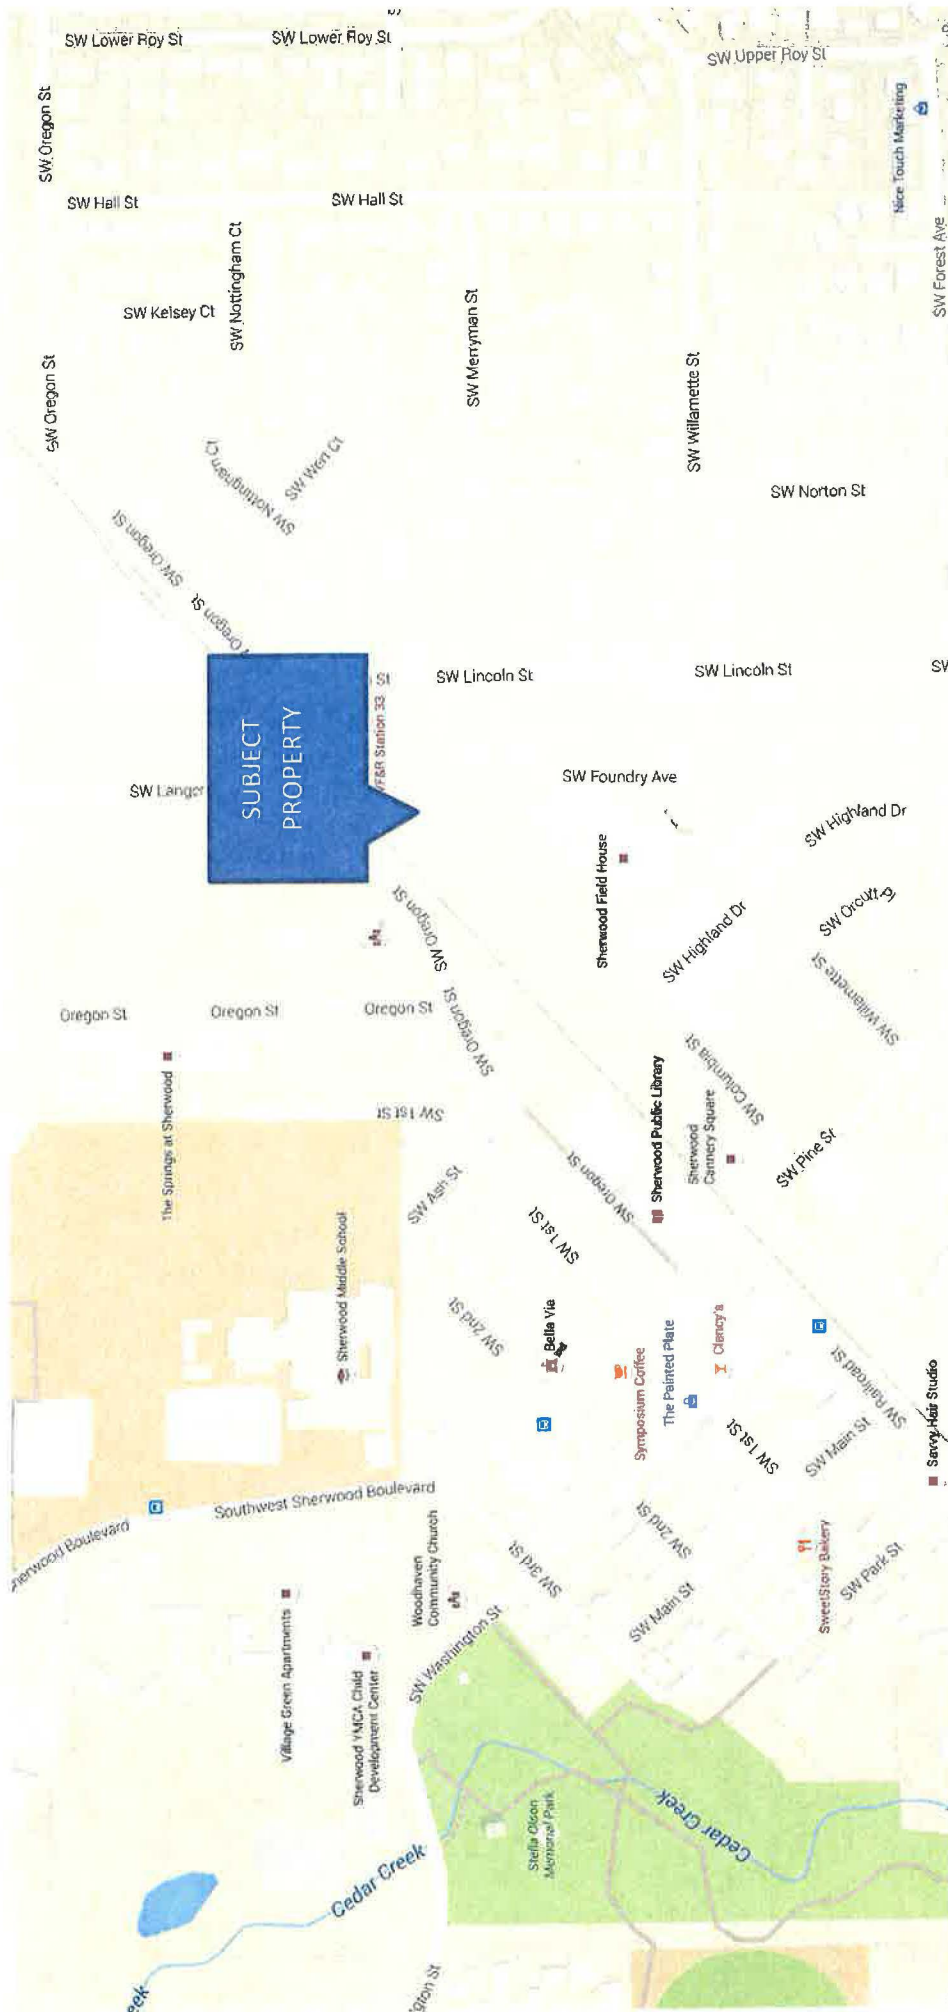 SW Lower Roy St
SW Lower Roy St
SW Upper Roy St
SW Oregon St
Nice Touch Marketing
SW Hall St
SW Hall St
SW Forest Ave
SW Nottingham Ct
SW Kelsey Ct
SW Merryman St
SW Oregon St
SW Willamette St
SW Nottingham Ct
SW Wert Ct
SW Norton St
SW Oregon St
SW Oregon St
SUBJECT
PROPERTY
St
VF&R Station 33
SW Lincoln St
SW Lincoln St
SW
SW Langer
SW Foundry Ave
SW Highland Dr
Sherwood Field House
SW Oregon St
SW Highland Dr
SW Orcutt Pl
SW Willamette St
Oregon St
Oregon St
Oregon St
SW Oregon St
The Springs at Sherwood
SW 1st St
SW Columbia St
Sherwood Public Library
Sherwood
Cannery Square
SW Pine St
SW Ash St
SW Oregon St
SW 1st St
Sherwood Middle School
SW 2nd St
Bella Via
Symposium Coffee
The Painted Plate
Clancy's
SW Railroad St
SW 1st St
SW Main St
Savvy Hair Studio
Southwest Sherwood Boulevard
herwood Boulevard
Woodhaven
Community Church
SW 3rd St
SW 2nd St
SweetStory Bakery
SW Park St
SW Main St
Village Green Apartments
Sherwood YMCA Child
Development Center
SW Washington St
Stella Olson
Memorial Park
Cedar Creek
Cedar Creek
eek
gton St